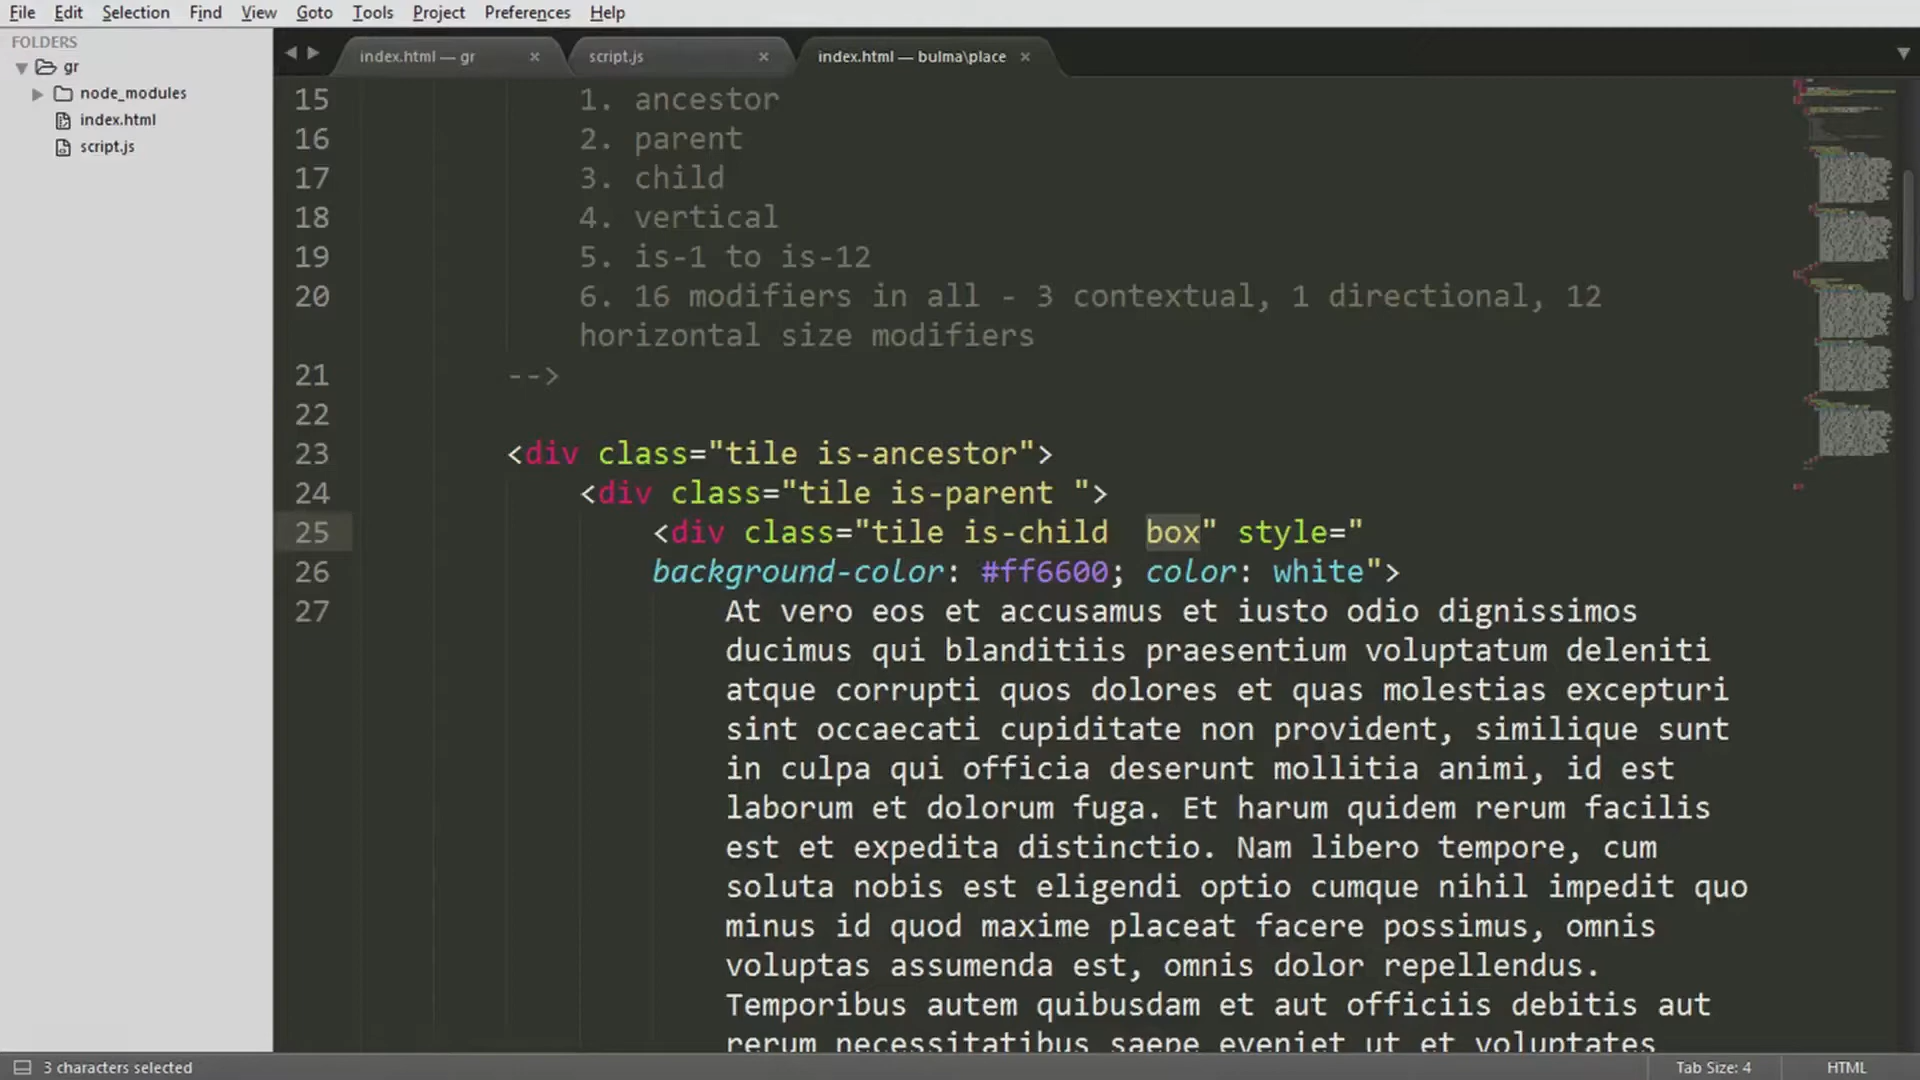 File Edit Selection Find View Goto Tools Project Preferences Help
FOLDERS
gr
node_modules
index.html
script.js
index.html — gr
script.js
index.html — bulma\place
15 1. ancestor
16 2. parent
17 3. child
18 4. vertical
19 5. is-1 to is-12
20 6. 16 modifiers in all - 3 contextual, 1 directional, 12
horizontal size modifiers
21 -->
22
23 <div class="tile is-ancestor">
24 <div class="tile is-parent ">
25 <div class="tile is-child  box" style="
26 background-color: #ff6600; color: white">
27 At vero eos et accusamus et iusto odio dignissimos
ducimus qui blanditiis praesentium voluptatum deleniti
atque corrupti quos dolores et quas molestias excepturi
sint occaecati cupiditate non provident, similique sunt
in culpa qui officia deserunt mollitia animi, id est
laborum et dolorum fuga. Et harum quidem rerum facilis
est et expedita distinctio. Nam libero tempore, cum
soluta nobis est eligendi optio cumque nihil impedit quo
minus id quod maxime placeat facere possimus, omnis
voluptas assumenda est, omnis dolor repellendus.
Temporibus autem quibusdam et aut officiis debitis aut
rerum necessitatibus saepe eveniet ut et voluptates
3 characters selected
Tab Size: 4
HTML